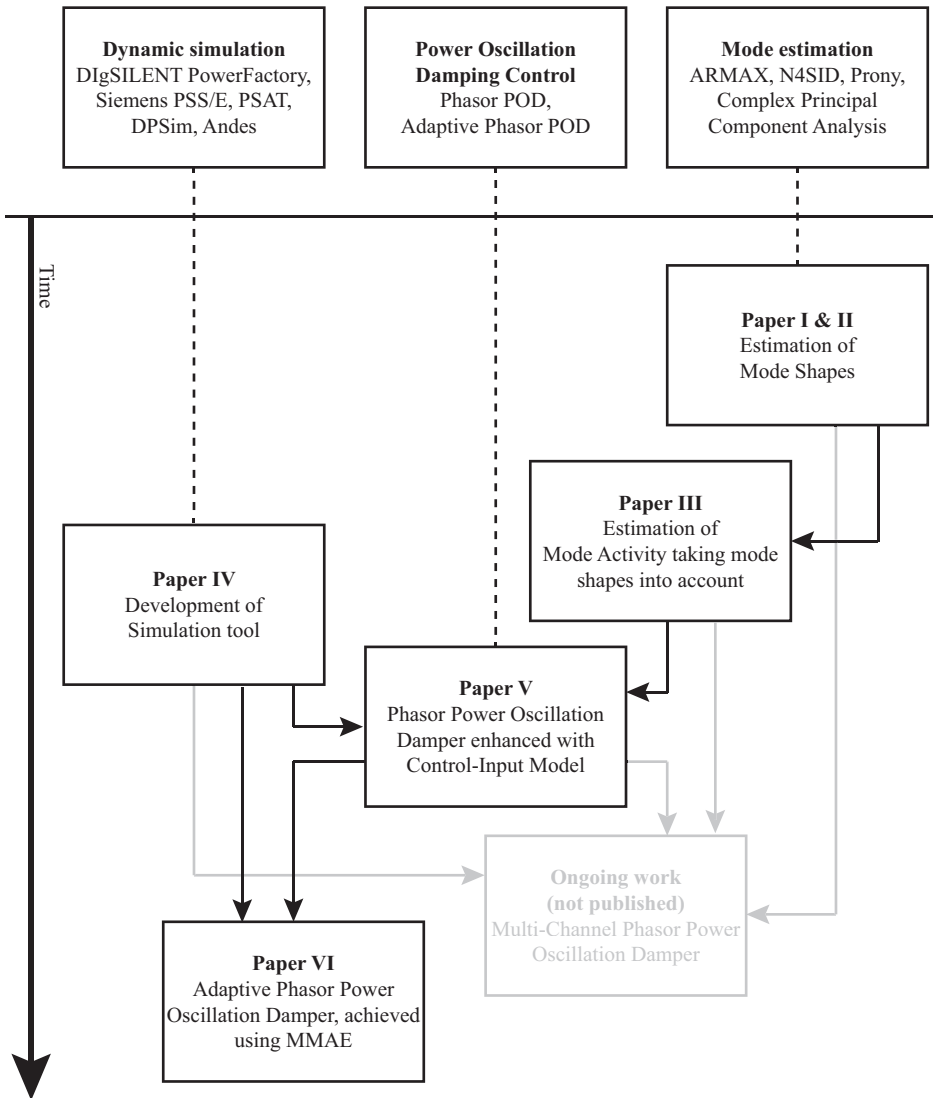 Dynamic simulation
DIgSILENT PowerFactory,
Siemens PSS/E, PSAT,
DPSim, Andes
Power Oscillation
Damping Control
Phasor POD,
Adaptive Phasor POD
Mode estimation
ARMAX, N4SID, Prony,
Complex Principal
Component Analysis
Time
Paper I & II
Estimation of
Mode Shapes
Paper III
Estimation of
Mode Activity taking mode
shapes into account
Paper IV
Development of
Simulation tool
Paper V
Phasor Power Oscillation
Damper enhanced with
Control-Input Model
Ongoing work
(not published)
Multi-Channel Phasor Power
Oscillation Damper
Paper VI
Adaptive Phasor Power
Oscillation Damper, achieved
using MMAE